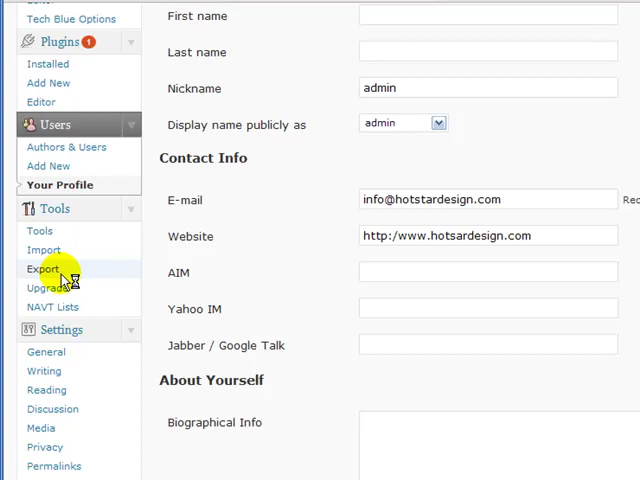 Tech Blue Options
Plugins 1
Installed
Add New
Editor
Users
Authors & Users
Add New
Your Profile
Tools
Tools
Import
Export
Upgrade
NAVT Lists
Settings
General
Writing
Reading
Discussion
Media
Privacy
Permalinks
First name
Last name
Nickname admin
Display name publicly as admin
Contact Info
E-mail info@hotstardesign.com
Website http:/www.hotsardesign.com
AIM
Yahoo IM
Jabber / Google Talk
About Yourself
Biographical Info